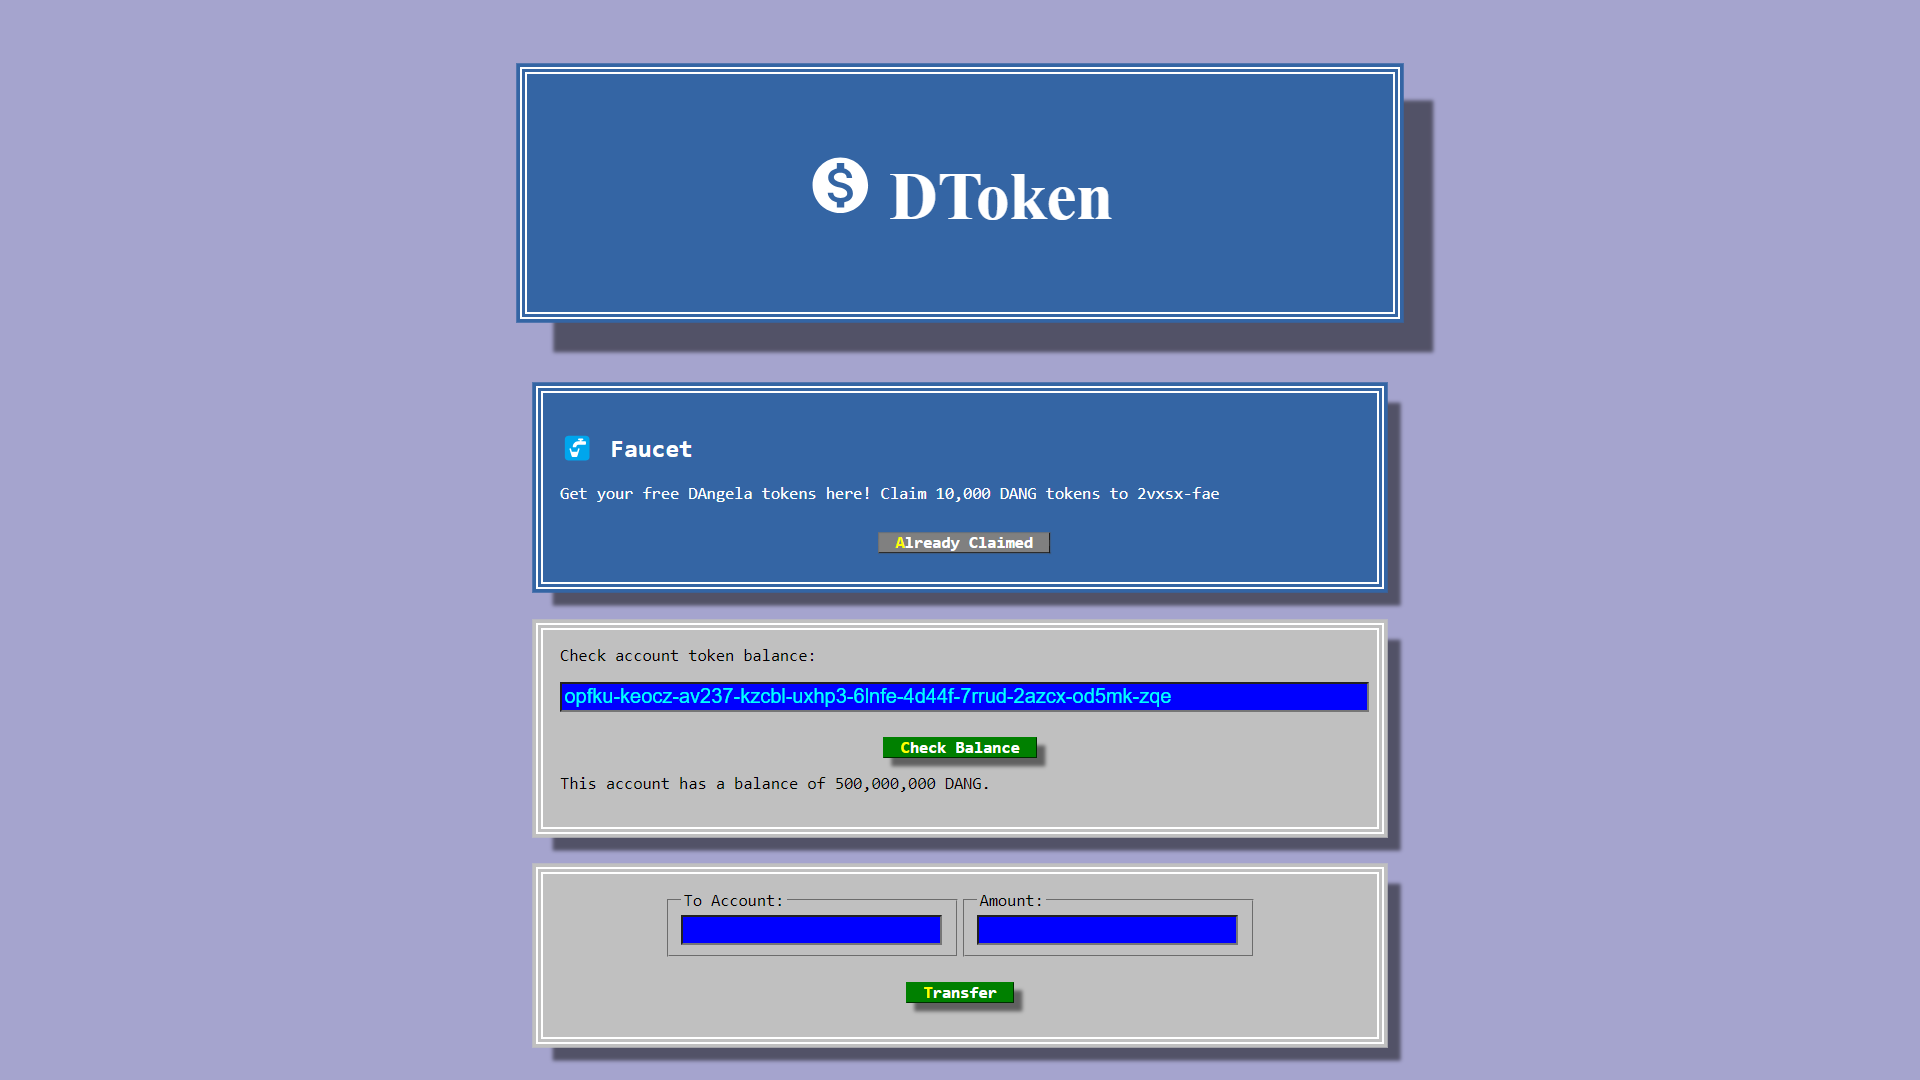 DToken
Faucet
Get your free DAngela tokens here! Claim 10,000 DANG tokens to 2vxsx-fae
Already Claimed
Check account token balance:
opfku-keocz-av237-kzcbl-uxhp3-6lnfe-4d44f-7rrud-2azcx-od5mk-zqe
Check Balance
This account has a balance of 500,000,000 DANG.
To Account: Amount:
Transfer